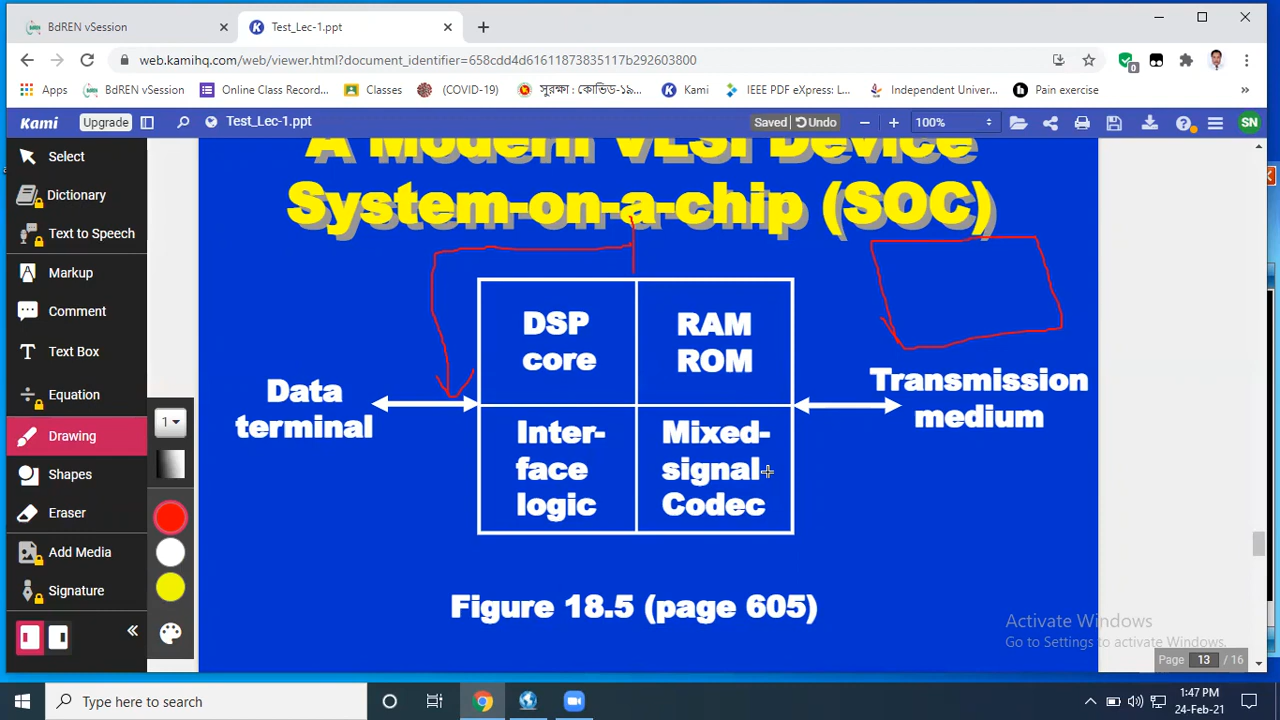 BdREN vSession
Test_Lec-1.ppt
web.kamihq.com/web/viewer.html?document_identifier=
Apps
BdREN vSession
Online Class Record...
Classes
(COVID-19)
সুরক্ষা : কোভিড-১৯...
Kami
IEEE PDF eXpress: L...
Independent Univer...
Pain exercise
»
Kami
Upgrade
Test_Lec-1.ppt
Saved
Undo
100%
SN
Select
Dictionary
Text to Speech
Markup
Comment
Text Box
Equation
Drawing
Shapes
Eraser
Add Media
Signature
1
A Modern VLSI Device
System-on-a-chip (SOC)
DSP
core
RAM
ROM
Data
terminal
Transmission
medium
Inter-
face
logic
Mixed-
signal-
Codec
Figure 18.5 (page 605)
Activate Windows
Go to Settings to activate Windows.
Page 13 / 16
Type here to search
1:47 PM
24-Feb-21